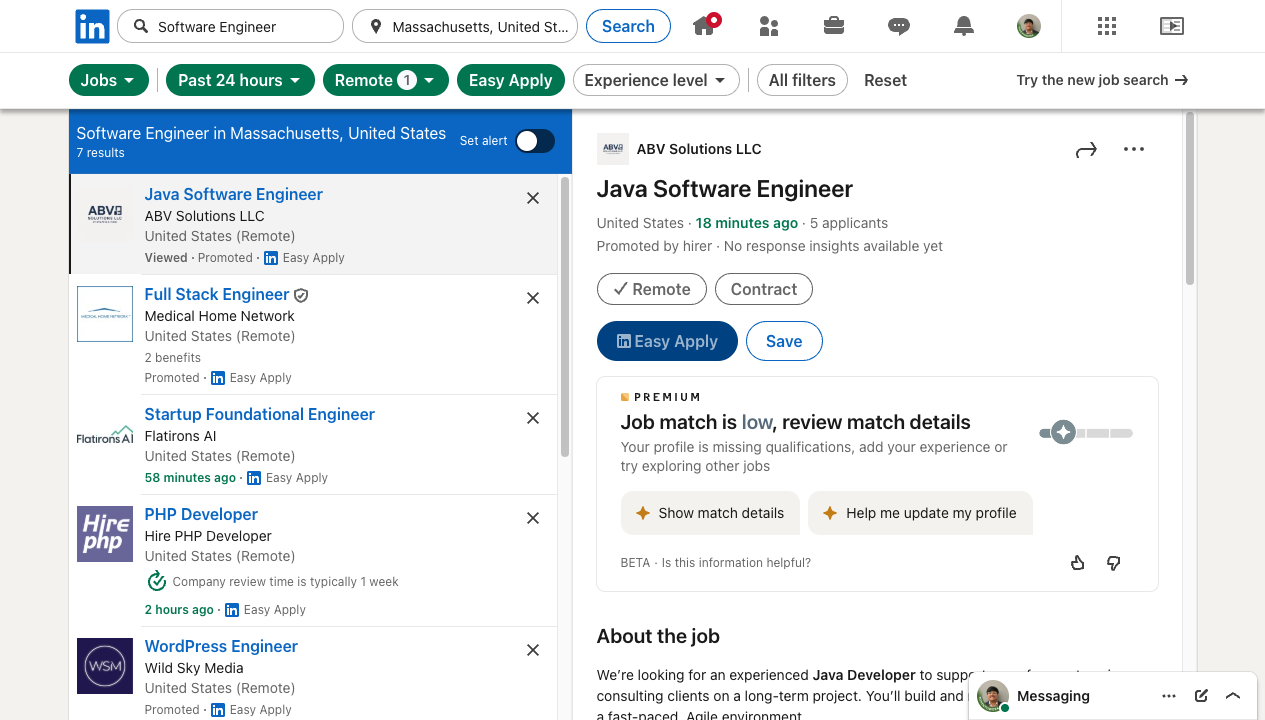 in
Software Engineer
Massachusetts, United St...
Search
Jobs
Past 24 hours
Remote 1
Easy Apply
Experience level
All filters
Reset
Try the new job search →
Software Engineer in Massachusetts, United States
7 results
Set alert
ABV
SOLUTIONS LLC
Java Software Engineer
ABV Solutions LLC
United States (Remote)
Viewed · Promoted · in Easy Apply
MEDICAL HOME NETWORK
Full Stack Engineer
Medical Home Network
United States (Remote)
2 benefits
Promoted · in Easy Apply
Flatirons AI
Startup Foundational Engineer
Flatirons AI
United States (Remote)
58 minutes ago · in Easy Apply
Hire
php
PHP Developer
Hire PHP Developer
United States (Remote)
Company review time is typically 1 week
2 hours ago · in Easy Apply
WSM
WordPress Engineer
Wild Sky Media
United States (Remote)
Promoted · in Easy Apply
ABV
ABV Solutions LLC
Java Software Engineer
United States · 18 minutes ago · 5 applicants
Promoted by hirer · No response insights available yet
Remote
Contract
in Easy Apply
Save
PREMIUM
Job match is low, review match details
Your profile is missing qualifications, add your experience or
try exploring other jobs
Show match details
Help me update my profile
BETA · Is this information helpful?
About the job
We're looking for an experienced Java Developer to
consulting clients on a long-term project. You'll build and
a fast-paced, Agile environment.
Messaging